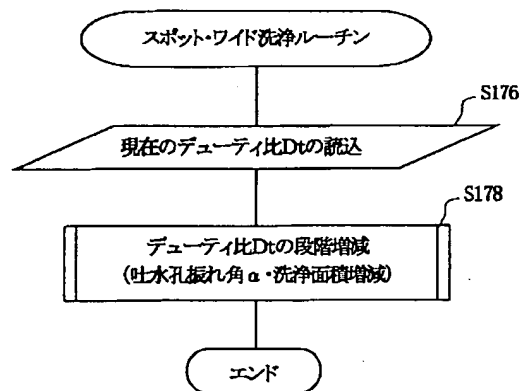 スポット・ワイド洗浄ルーチン
S176
現在のデューティ比Dtの読込
S178
デューティ比Dtの段階増減
(吐水孔振れ角α・洗浄面積増減)
エンド